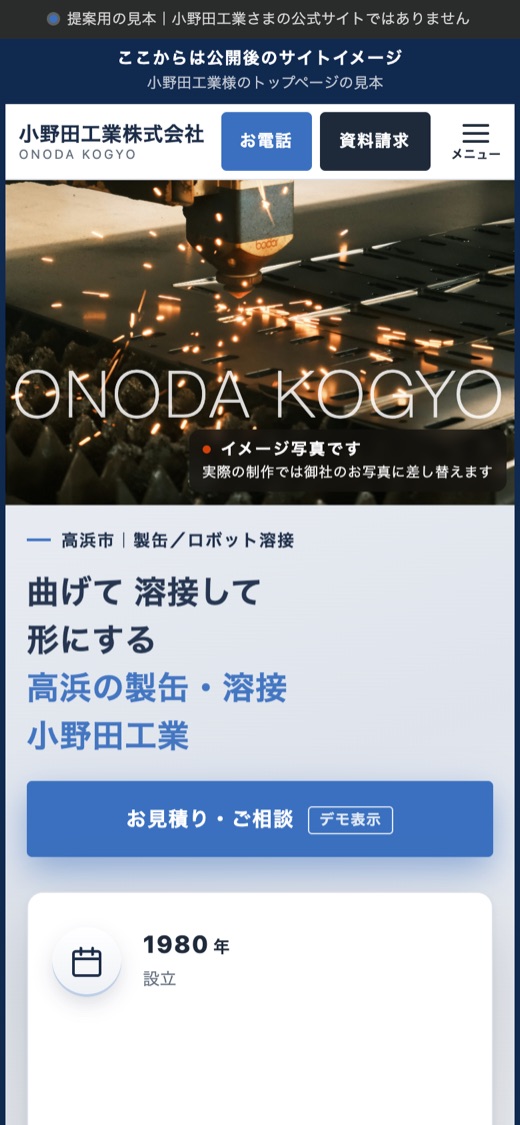 提案用の見本｜小野田工業さまの公式サイトではありません
ここからは公開後のサイトイメージ
小野田工業様のトップページの見本
小野田工業株式会社
ONODA KOGYO
お電話
資料請求
メニュー
bodor
ONODA KOGYO
イメージ写真です
実際の制作では御社のお写真に差し替えます
高浜市｜製缶／ロボット溶接
曲げて 溶接して
形にする
高浜の製缶・溶接
小野田工業
お見積り・ご相談 デモ表示
1980 年
設立